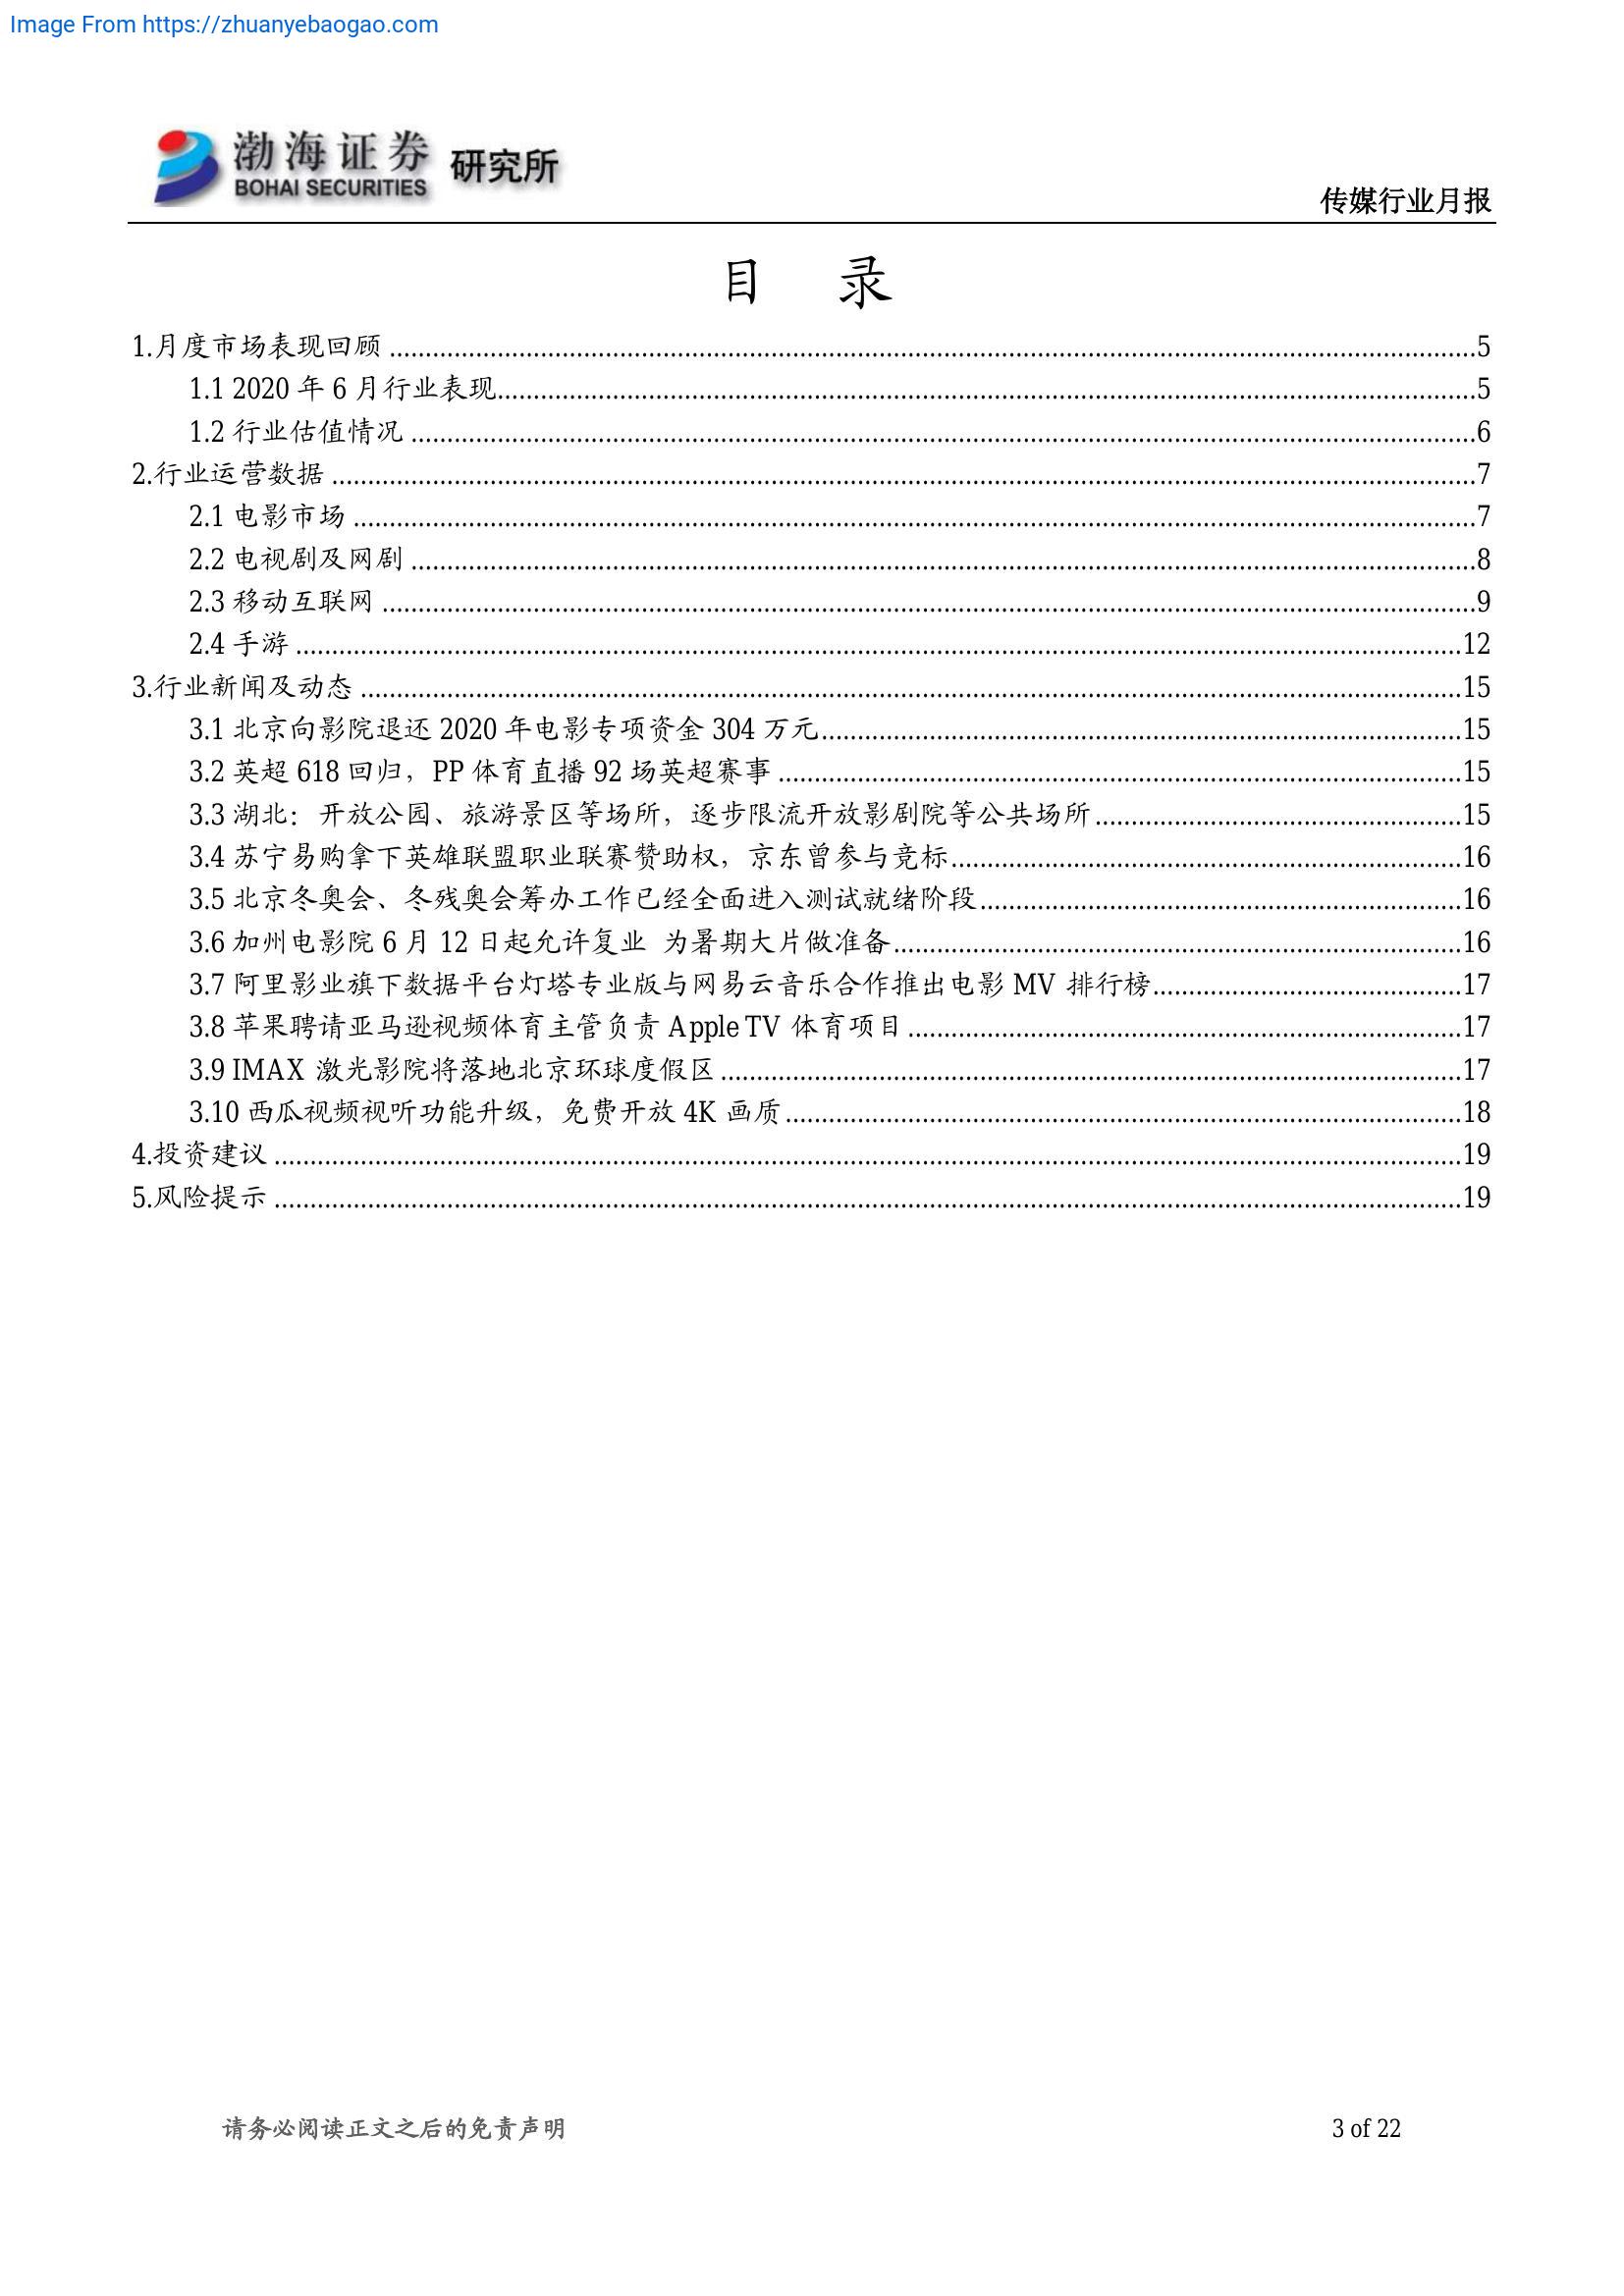 Image From https://zhuanyebaogao.com
渤海证券 研究所
BOHAI SECURITIES
传媒行业月报
目 录
1.月度市场表现回顾 ........ 5
1.1 2020 年 6 月行业表现 ........ 5
1.2 行业估值情况 ........ 6
2.行业运营数据 ........ 7
2.1 电影市场 ........ 7
2.2 电视剧及网剧 ........ 8
2.3 移动互联网 ........ 9
2.4 手游 ........ 12
3.行业新闻及动态 ........ 15
3.1 北京向影院退还 2020 年电影专项资金 304 万元 ........ 15
3.2 英超 618 回归，PP 体育直播 92 场英超赛事 ........ 15
3.3 湖北：开放公园、旅游景区等场所，逐步限流开放影剧院等公共场所 ........ 15
3.4 苏宁易购拿下英雄联盟职业联赛赞助权，京东曾参与竞标 ........ 16
3.5 北京冬奥会、冬残奥会筹办工作已经全面进入测试就绪阶段 ........ 16
3.6 加州电影院 6 月 12 日起允许复业 为暑期大片做准备 ........ 16
3.7 阿里影业旗下数据平台灯塔专业版与网易云音乐合作推出电影 MV 排行榜 ........ 17
3.8 苹果聘请亚马逊视频体育主管负责 Apple TV 体育项目 ........ 17
3.9 IMAX 激光影院将落地北京环球度假区 ........ 17
3.10 西瓜视频视听功能升级，免费开放 4K 画质 ........ 18
4.投资建议 ........ 19
5.风险提示 ........ 19
请务必阅读正文之后的免责声明 3 of 22